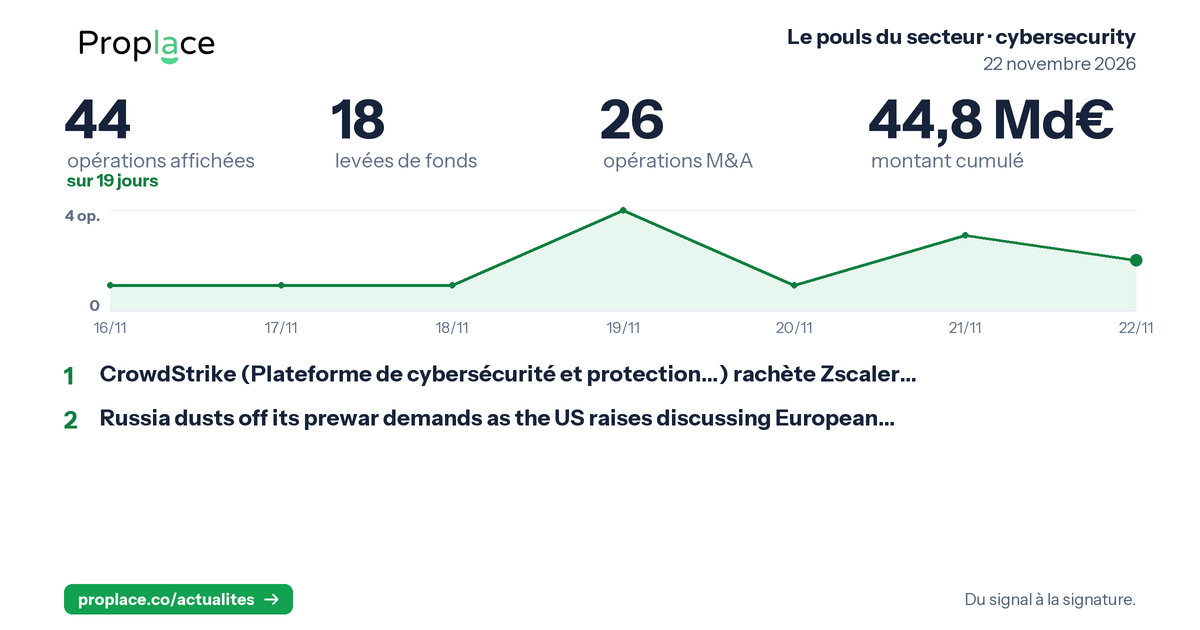 Proplace
Le pouls du secteur · cybersecurity
22 novembre 2026
44
18
26
44,8 Md€
opérations affichées
levées de fonds
opérations M&A
montant cumulé
sur 19 jours
4 op.
0
16/11
17/11
18/11
19/11
20/11
21/11
22/11
1 CrowdStrike (Plateforme de cybersécurité et protection…) rachète Zscaler…
2 Russia dusts off its prewar demands as the US raises discussing European…
proplace.co/actualites →
Du signal à la signature.